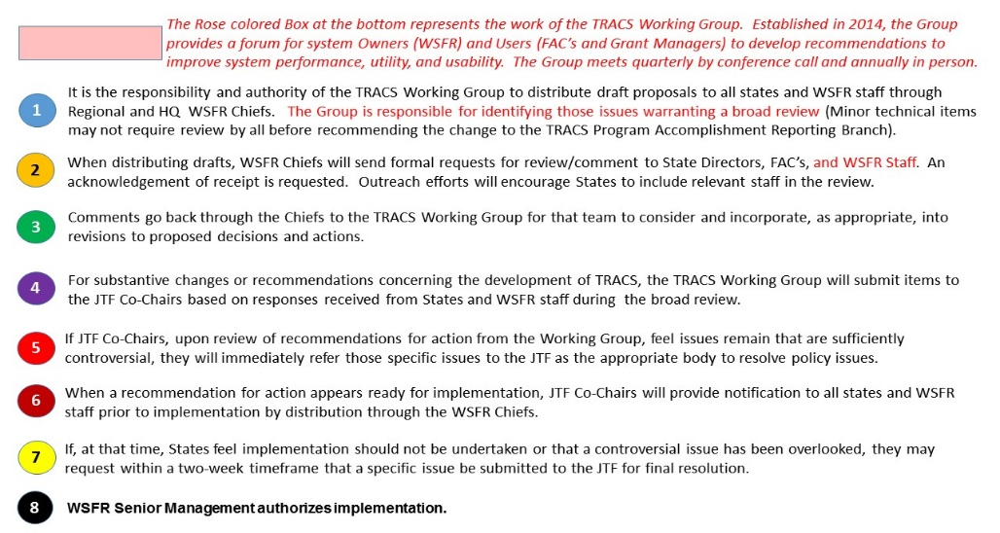 The Rose colored Box at the bottom represents the work of the TRACS Working Group.  Established in 2014, the Group
provides a forum for system Owners (WSFR) and Users (FAC's and Grant Managers) to develop recommendations to
improve system performance, utility, and usability.  The Group meets quarterly by conference call and annually in person.
1
It is the responsibility and authority of the TRACS Working Group to distribute draft proposals to all states and WSFR staff through
Regional and HQ  WSFR Chiefs.   The Group is responsible for identifying those issues warranting a broad review (Minor technical items
may not require review by all before recommending the change to the TRACS Program Accomplishment Reporting Branch).
2
When distributing drafts, WSFR Chiefs will send formal requests for review/comment to State Directors, FAC's, and WSFR Staff.  An
acknowledgement of receipt is requested.  Outreach efforts will encourage States to include relevant staff in the review.
3
Comments go back through the Chiefs to the TRACS Working Group for that team to consider and incorporate, as appropriate, into
revisions to proposed decisions and actions.
4
For substantive changes or recommendations concerning the development of TRACS, the TRACS Working Group will submit items to
the JTF Co-Chairs based on responses received from States and WSFR staff during  the broad review.
5
If JTF Co-Chairs, upon review of recommendations for action from the Working Group, feel issues remain that are sufficiently
controversial, they will immediately refer those specific issues to the JTF as the appropriate body to resolve policy issues.
6
When a recommendation for action appears ready for implementation, JTF Co-Chairs will provide notification to all states and WSFR
staff prior to implementation by distribution through the WSFR Chiefs.
7
If, at that time, States feel implementation should not be undertaken or that a controversial issue has been overlooked, they may
request within a two-week timeframe that a specific issue be submitted to the JTF for final resolution.
8
WSFR Senior Management authorizes implementation.